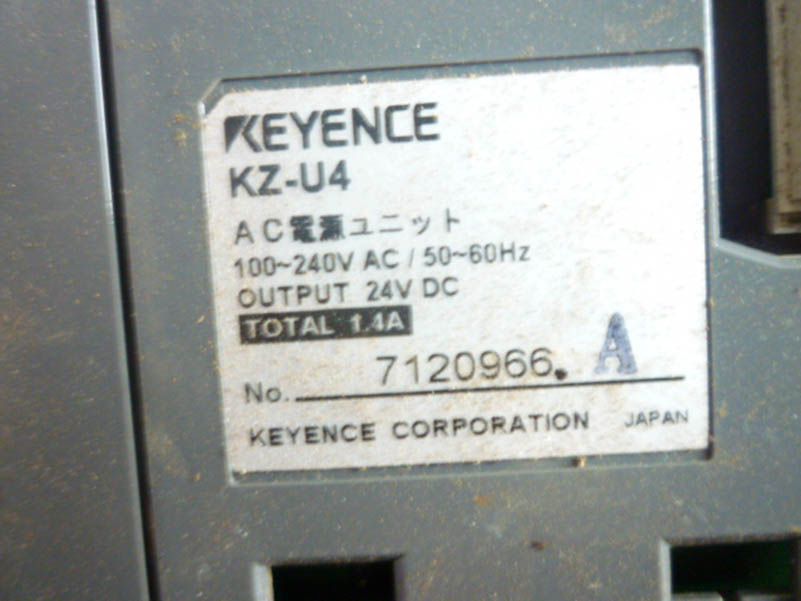 KEYENCE
KZ-U4
AC電源ユニット
100~240V AC / 50~60Hz
OUTPUT 24V DC
TOTAL 1.4A
No. 7120966. A
KEYENCE CORPORATION JAPAN